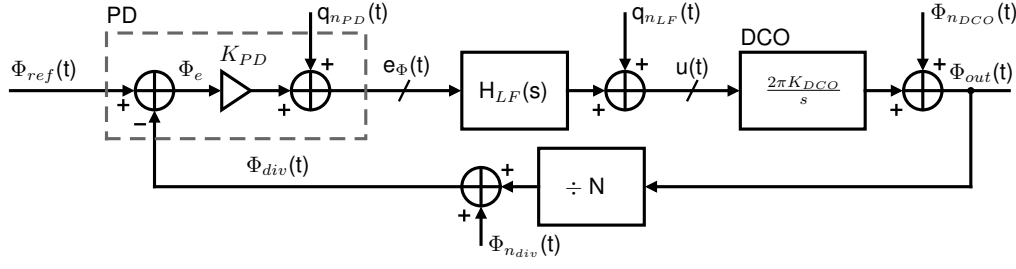 PD
q_{n_{PD}}(t)
q_{n_{LF}}(t)
Φ_{n_{DCO}}(t)
DCO
K_{PD}
Φ_{ref}(t)
Φ_e
e_Φ(t)
H_{LF}(s)
u(t)
2πK_{DCO}
s
Φ_{out}(t)
+
−
+
+
+
+
+
+
Φ_{div}(t)
÷ N
+
+
Φ_{n_{div}}(t)